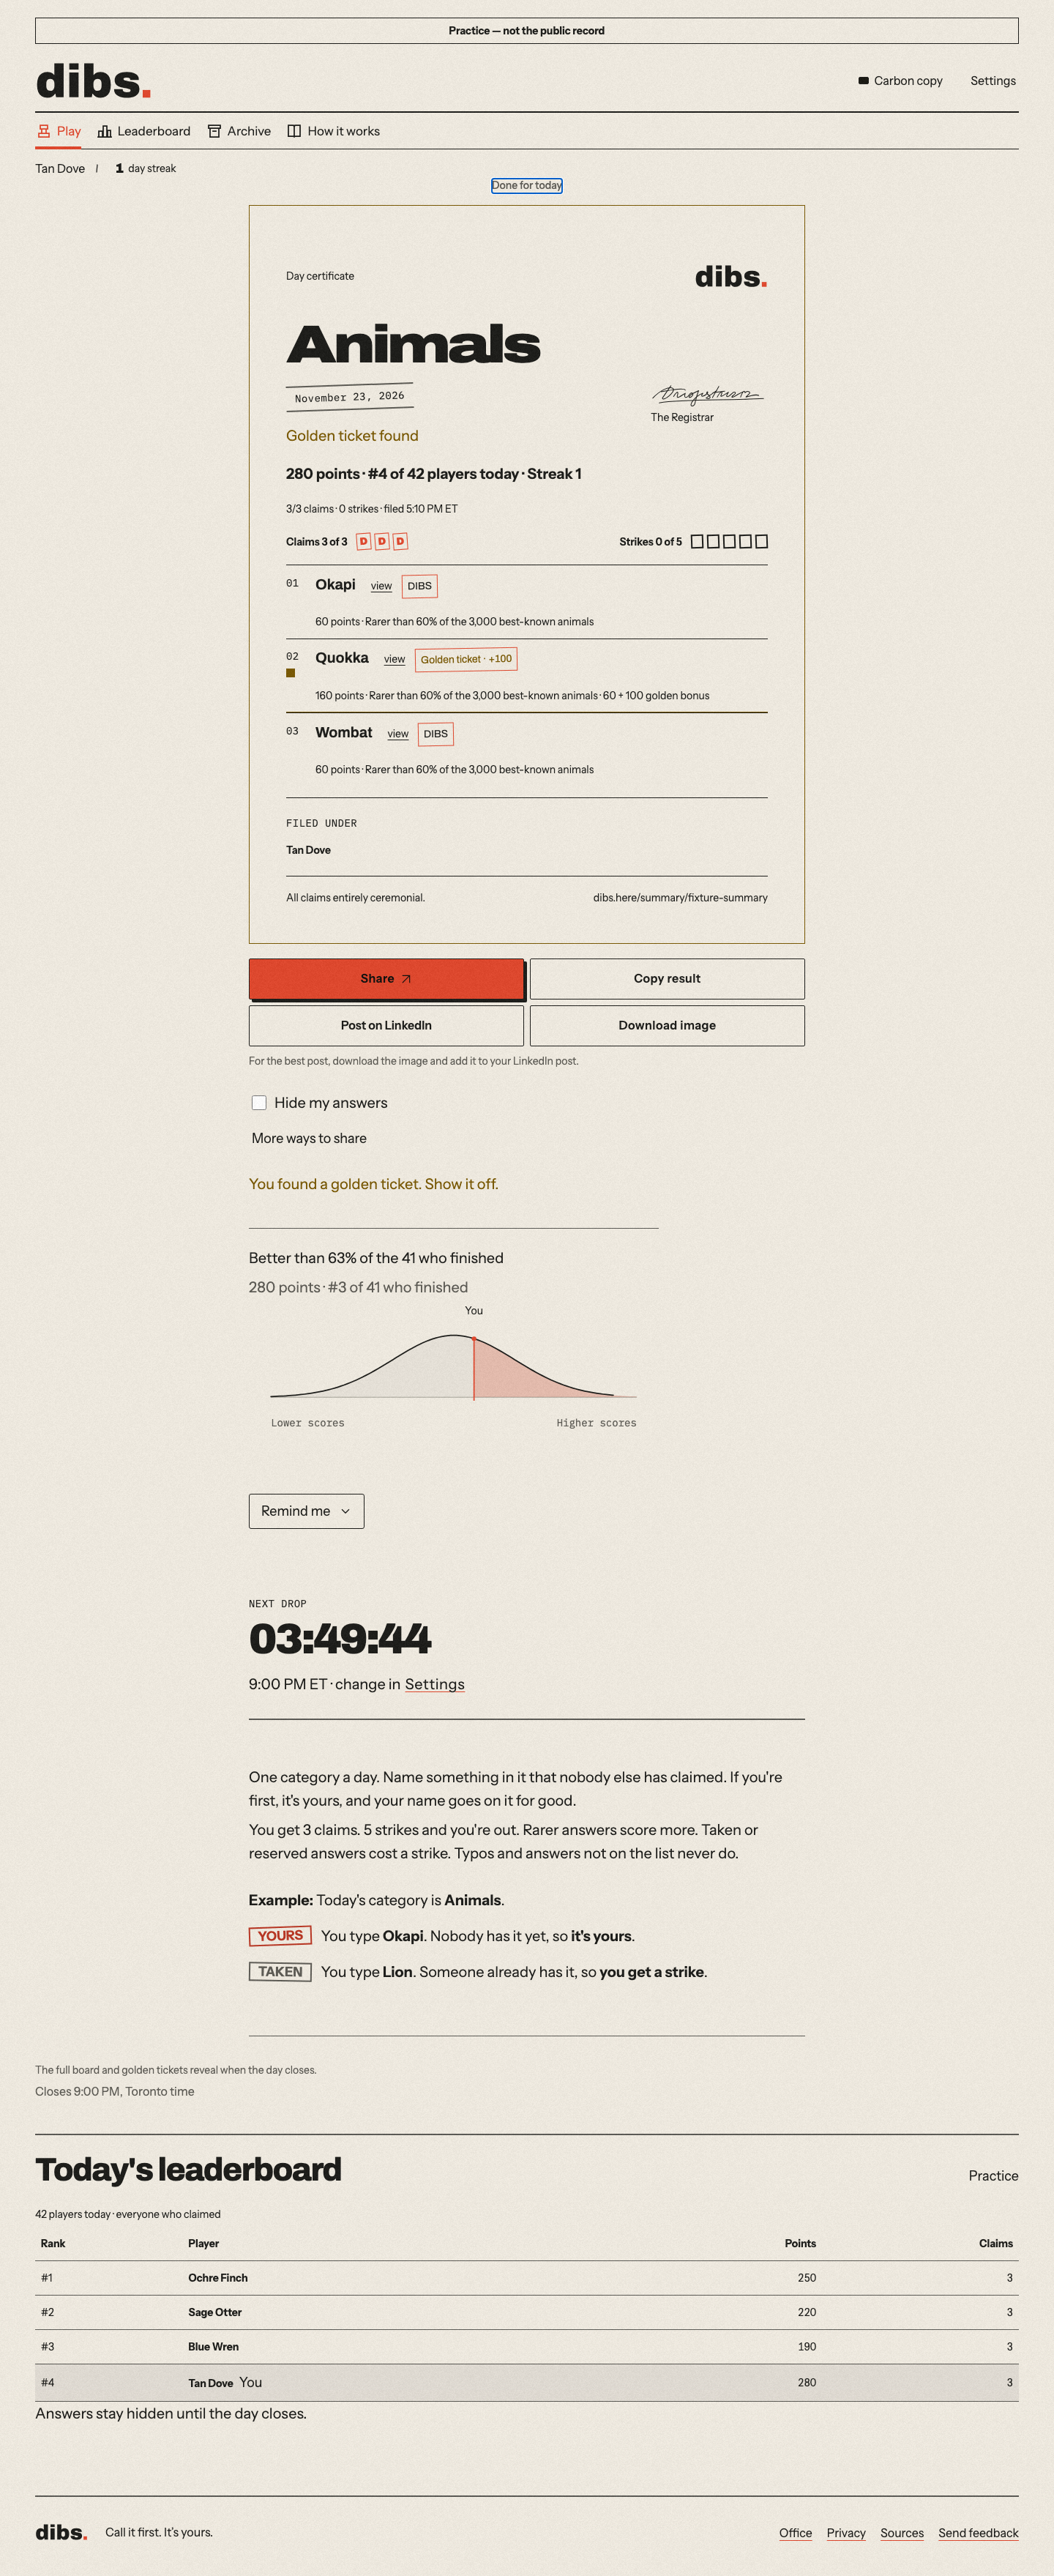 Practice — not the public record
dibs.
Carbon copy
Settings
Play
Leaderboard
Archive
How it works
Tan Dove / 1 day streak
Done for today
Day certificate
dibs.
Animals
November 23, 2026
The Registrar
Golden ticket found
280 points · #4 of 42 players today · Streak 1
3/3 claims · 0 strikes · filed 5:10 PM ET
Claims 3 of 3 D D D
Strikes 0 of 5
01 Okapi view DIBS
60 points · Rarer than 60% of the 3,000 best-known animals
02 Quokka view Golden ticket · +100
160 points · Rarer than 60% of the 3,000 best-known animals · 60 + 100 golden bonus
03 Wombat view DIBS
60 points · Rarer than 60% of the 3,000 best-known animals
FILED UNDER
Tan Dove
All claims entirely ceremonial.
dibs.here/summary/fixture-summary
Share
Copy result
Post on LinkedIn
Download image
For the best post, download the image and add it to your LinkedIn post.
Hide my answers
More ways to share
You found a golden ticket. Show it off.
Better than 63% of the 41 who finished
280 points · #3 of 41 who finished
You
Lower scores
Higher scores
Remind me
NEXT DROP
03:49:44
9:00 PM ET · change in Settings
One category a day. Name something in it that nobody else has claimed. If you're
first, it's yours, and your name goes on it for good.
You get 3 claims. 5 strikes and you're out. Rarer answers score more. Taken or
reserved answers cost a strike. Typos and answers not on the list never do.
Example: Today's category is Animals.
YOURS You type Okapi. Nobody has it yet, so it's yours.
TAKEN You type Lion. Someone already has it, so you get a strike.
The full board and golden tickets reveal when the day closes.
Closes 9:00 PM, Toronto time
Today's leaderboard
Practice
42 players today · everyone who claimed
Rank Player Points Claims
#1 Ochre Finch 250 3
#2 Sage Otter 220 3
#3 Blue Wren 190 3
#4 Tan Dove You 280 3
Answers stay hidden until the day closes.
dibs. Call it first. It's yours.
Office Privacy Sources Send feedback